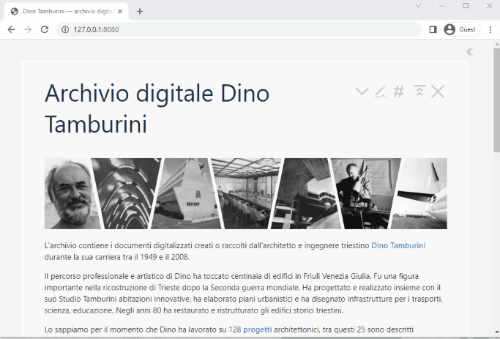 Dino Tamburini — archivio digita
127.0.0.1:8080
Guest
Archivio digitale Dino
Tamburini
L'archivio contiene i documenti digitalizzati creati o raccolti dall'architetto e ingegnere triestino Dino Tamburini
durante la sua carriera tra il 1949 e il 2008.
Il percorso professionale e artistico di Dino ha toccato centinaia di edifici in Friuli Venezia Giulia. Fu una figura
importante nella ricostruzione di Trieste dopo la Seconda guerra mondiale. Ha progettato e realizzato insieme con il
suo Studio Tamburini abitazioni innovative, ha elaborato piani urbanistici e ha disegnato infrastrutture per i trasporti,
scienza, educazione. Negli anni 80 ha restaurato e ristrutturato gli edifici storici triestini.
Lo sappiamo per il momento che Dino ha lavorato su 128 progetti architettonici, tra questi 25 sono descritti